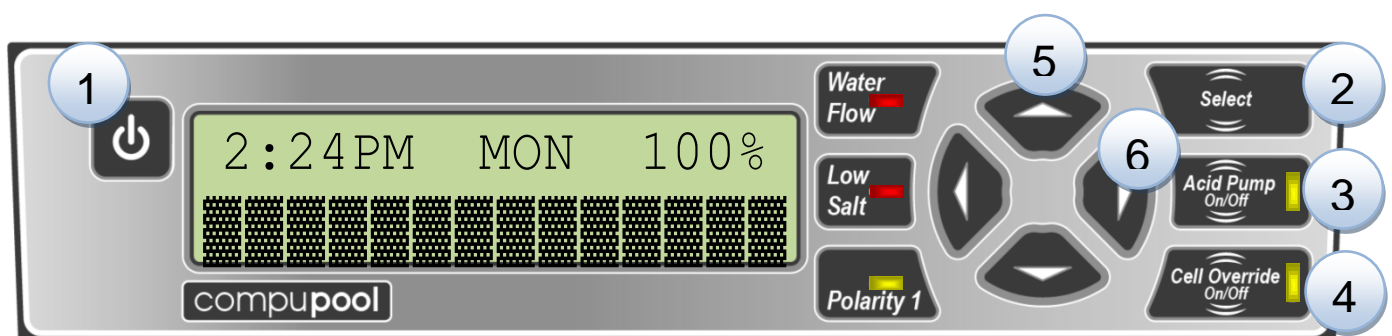 1
2:24PM MON 100%
compupool
Water
Flow
Low
Salt
Polarity 1
5
6
Select
2
Acid Pump
On/Off
3
Cell Override
On/Off
4